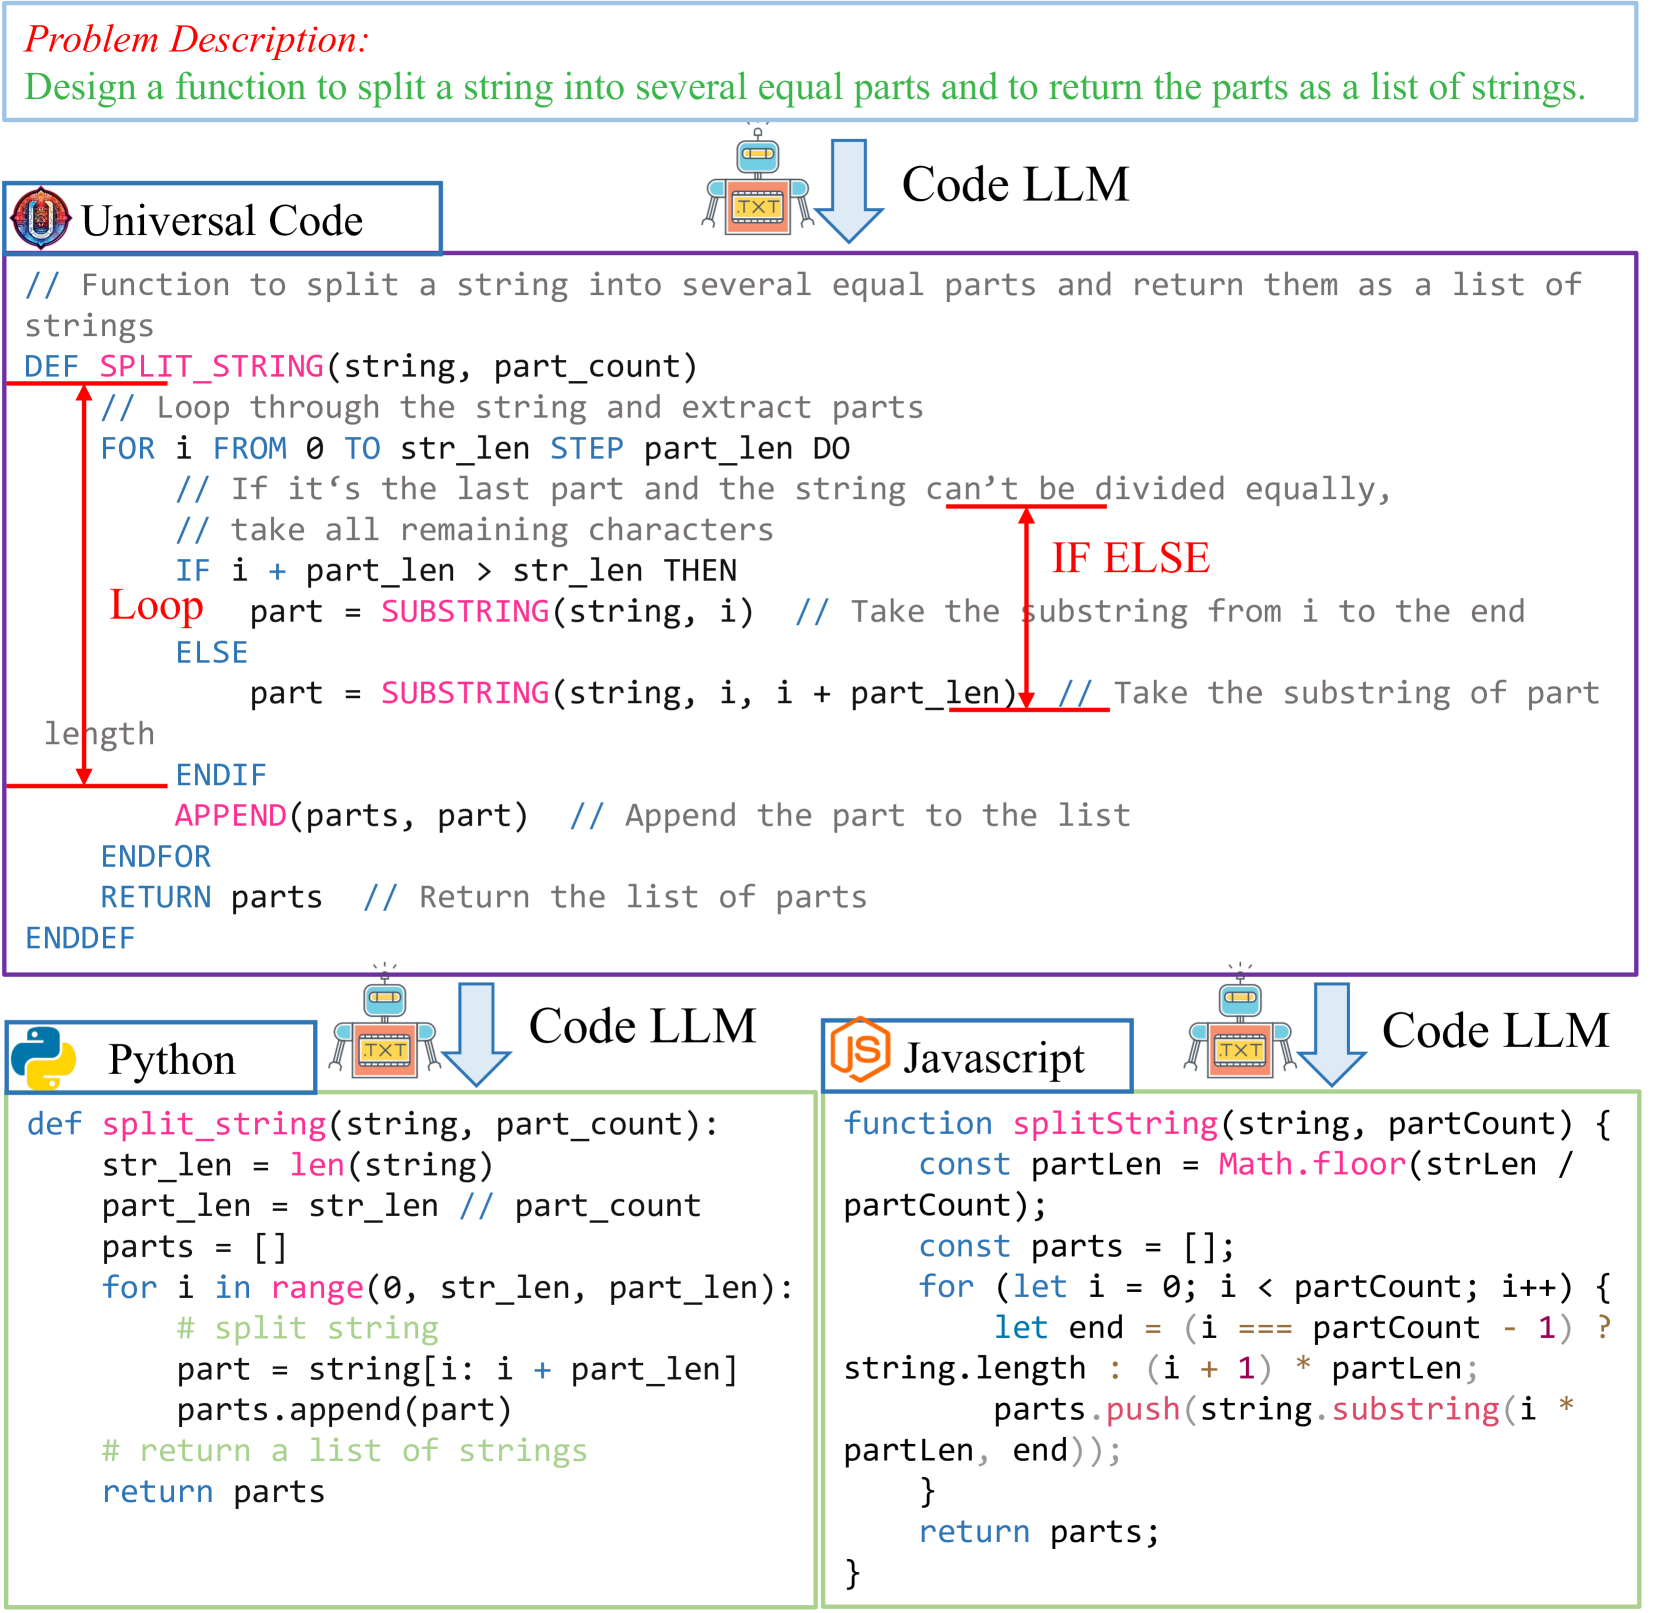 Problem Description:
Design a function to split a string into several equal parts and to return the parts as a list of strings.
.TXT
Code LLM
Universal Code
// Function to split a string into several equal parts and return them as a list of
strings
DEF SPLIT_STRING(string, part_count)
// Loop through the string and extract parts
FOR i FROM 0 TO str_len STEP part_len DO
// If it‘s the last part and the string can’t be divided equally,
// take all remaining characters
IF i + part_len > str_len THEN
IF ELSE
Loop
part = SUBSTRING(string, i) // Take the substring from i to the end
ELSE
part = SUBSTRING(string, i, i + part_len) // Take the substring of part
length
ENDIF
APPEND(parts, part) // Append the part to the list
ENDFOR
RETURN parts // Return the list of parts
ENDDEF
.TXT
Code LLM
Python
def split_string(string, part_count):
str_len = len(string)
part_len = str_len // part_count
parts = []
for i in range(0, str_len, part_len):
# split string
part = string[i: i + part_len]
parts.append(part)
# return a list of strings
return parts
.TXT
Code LLM
JS
Javascript
function splitString(string, partCount) {
const partLen = Math.floor(strLen /
partCount);
const parts = [];
for (let i = 0; i < partCount; i++) {
let end = (i === partCount - 1) ?
string.length : (i + 1) * partLen;
parts.push(string.substring(i *
partLen, end));
}
return parts;
}